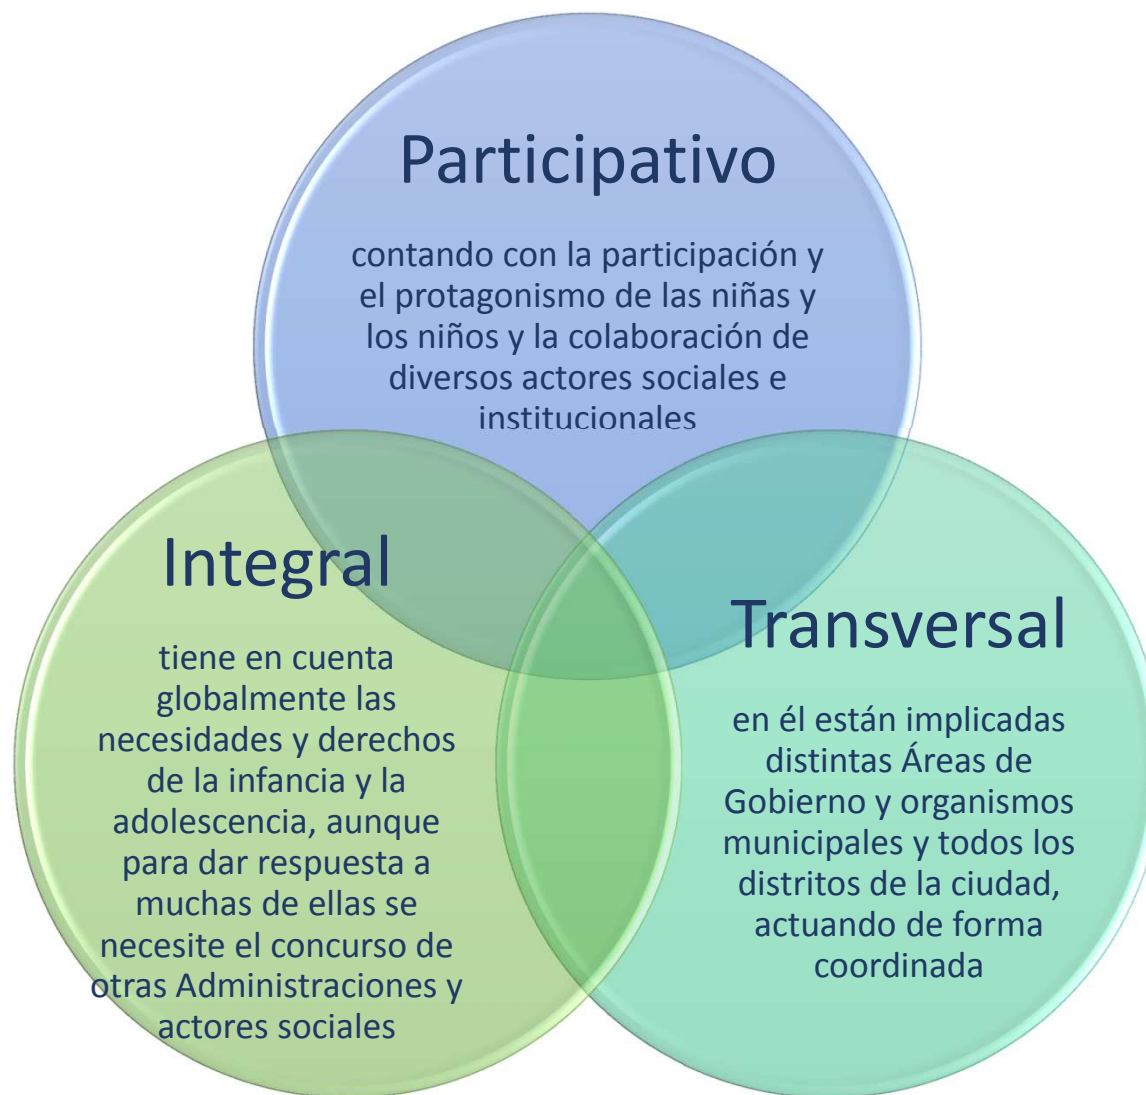 Participativo
contando con la participación y
el protagonismo de las niñas y
los niños y la colaboración de
diversos actores sociales e
institucionales
Integral
tiene en cuenta
globalmente las
necesidades y derechos
de la infancia y la
adolescencia, aunque
para dar respuesta a
muchas de ellas se
necesite el concurso de
otras Administraciones y
actores sociales
Transversal
en él están implicadas
distintas Áreas de
Gobierno y organismos
municipales y todos los
distritos de la ciudad,
actuando de forma
coordinada